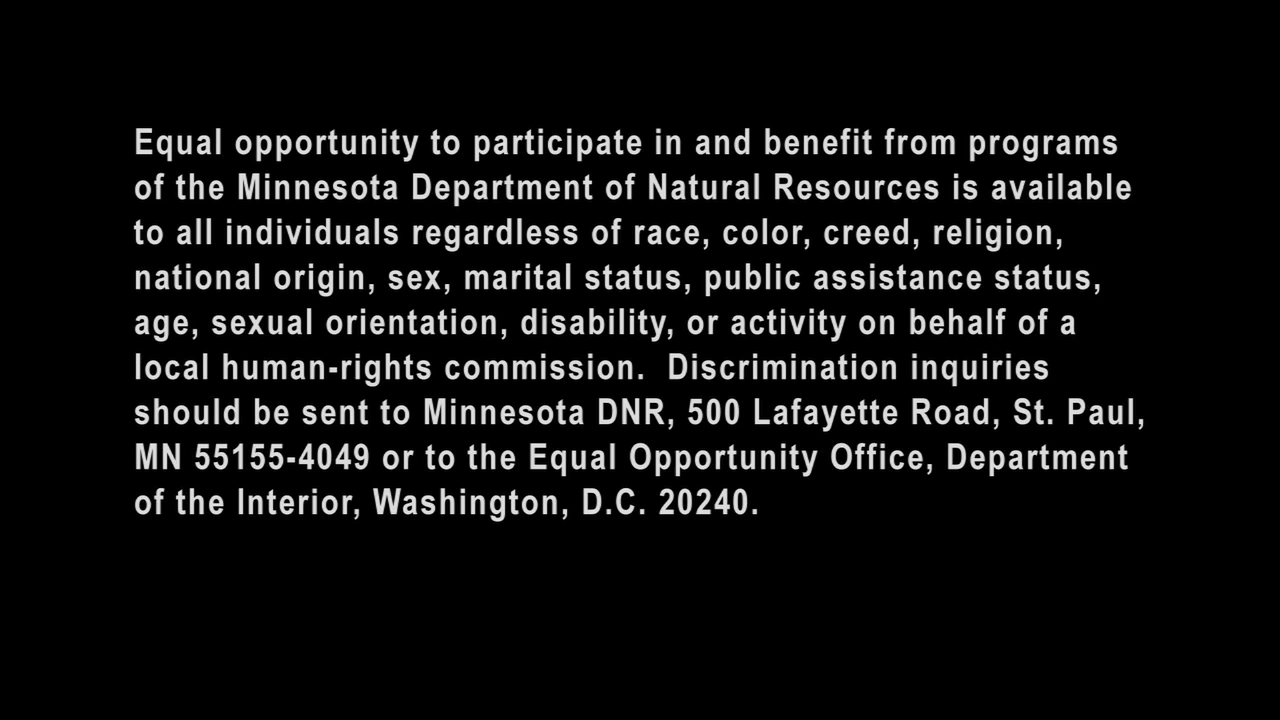 Equal opportunity to participate in and benefit from programs
of the Minnesota Department of Natural Resources is available
to all individuals regardless of race, color, creed, religion,
national origin, sex, marital status, public assistance status,
age, sexual orientation, disability, or activity on behalf of a
local human-rights commission.  Discrimination inquiries
should be sent to Minnesota DNR, 500 Lafayette Road, St. Paul,
MN 55155-4049 or to the Equal Opportunity Office, Department
of the Interior, Washington, D.C. 20240.